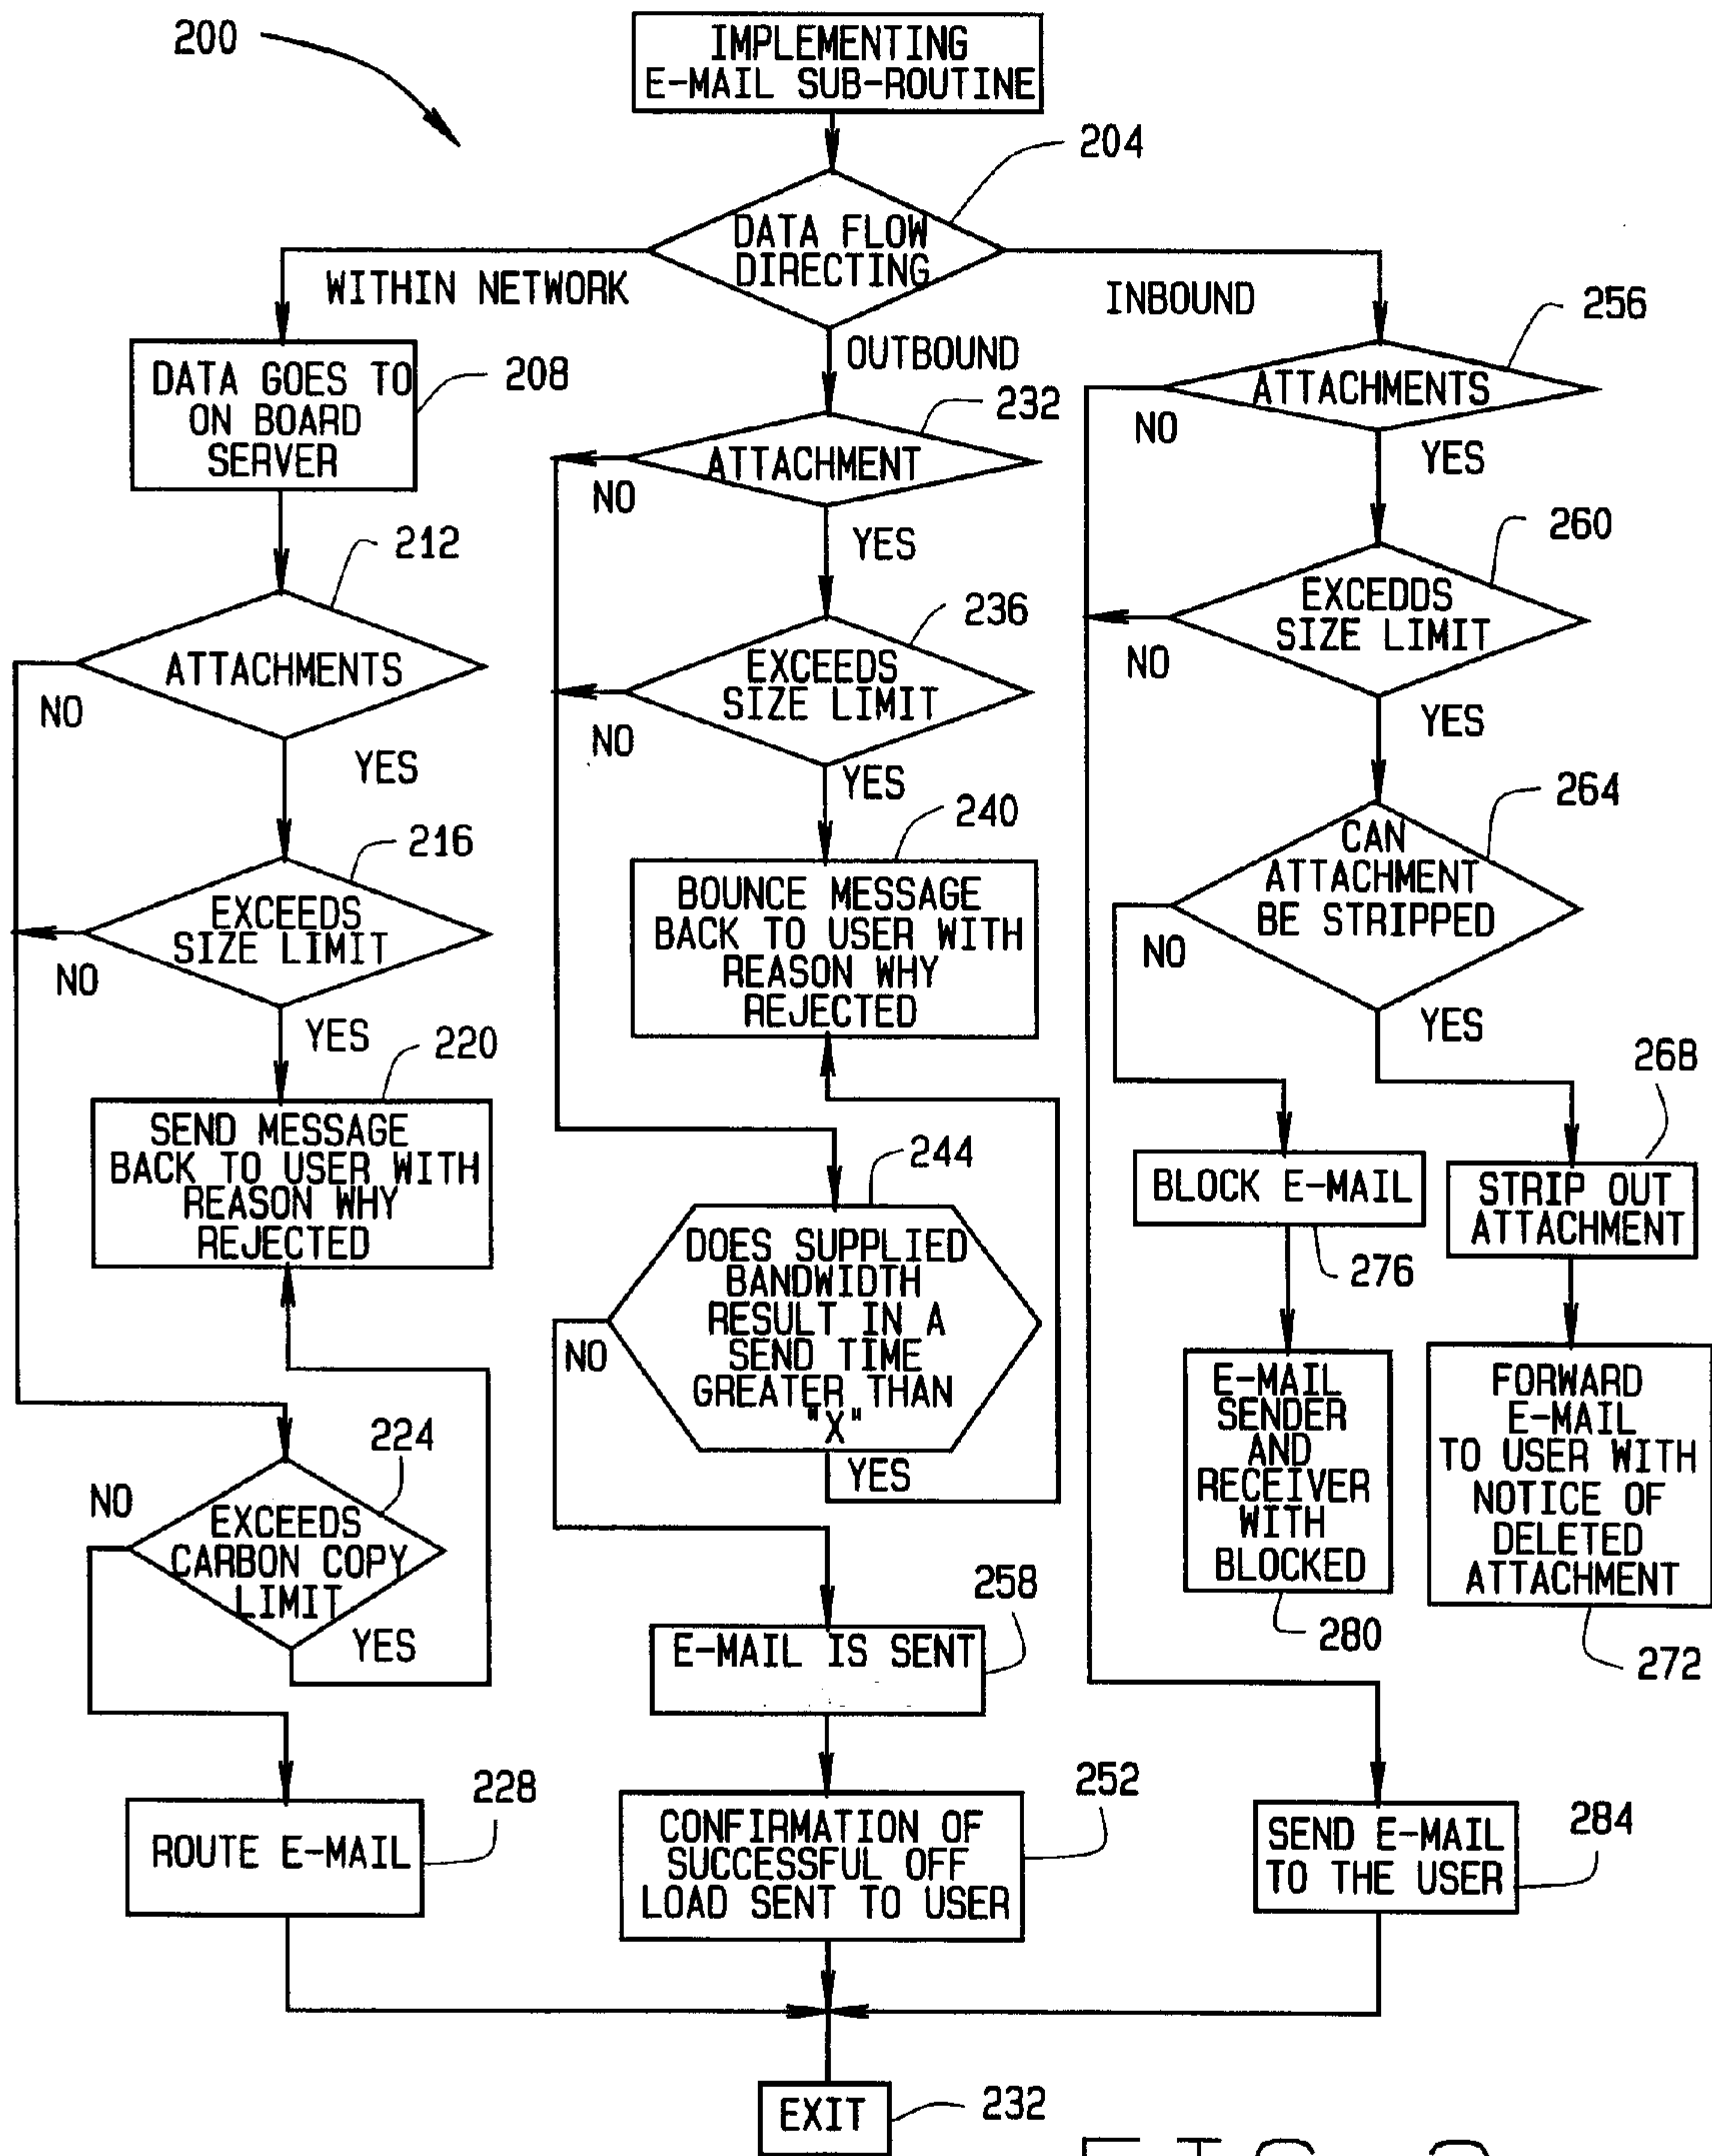 200
IMPLEMENTING
E-MAIL SUB-ROUTINE
204
DATA FLOW
DIRECTING
WITHIN NETWORK
OUTBOUND
INBOUND
DATA GOES TO
ON BOARD
SERVER
208
212
ATTACHMENTS
NO
YES
216
EXCEEDS
SIZE LIMIT
NO
YES
220
SEND MESSAGE
BACK TO USER WITH
REASON WHY
REJECTED
224
NO
EXCEEDS
CARBON COPY
LIMIT
YES
228
ROUTE E-MAIL
232
ATTACHMENT
NO
YES
236
EXCEEDS
SIZE LIMIT
NO
YES
240
BOUNCE MESSAGE
BACK TO USER WITH
REASON WHY
REJECTED
244
DOES SUPPLIED
BANDWIDTH
RESULT IN A
SEND TIME
GREATER THAN
"X"
NO
YES
258
E-MAIL IS SENT
252
CONFIRMATION OF
SUCCESSFUL OFF
LOAD SENT TO USER
256
ATTACHMENTS
NO
YES
260
EXCEDDS
SIZE LIMIT
NO
YES
264
CAN
ATTACHMENT
BE STRIPPED
NO
YES
268
BLOCK E-MAIL
276
STRIP OUT
ATTACHMENT
E-MAIL
SENDER
AND
RECEIVER
WITH
BLOCKED
280
FORWARD
E-MAIL
TO USER WITH
NOTICE OF
DELETED
ATTACHMENT
272
SEND E-MAIL
TO THE USER
284
EXIT
232